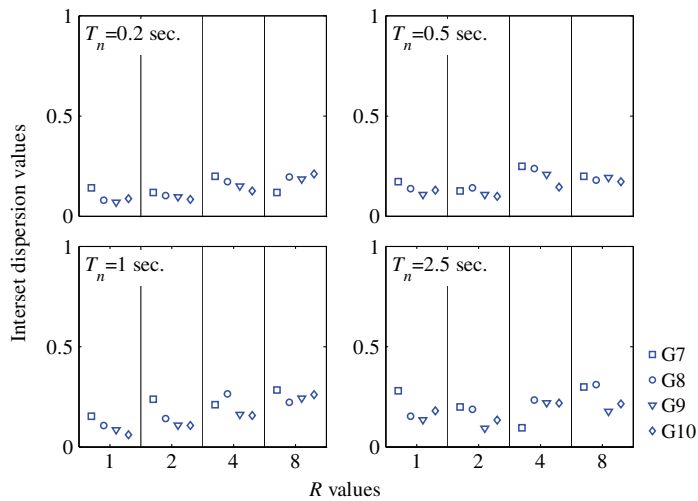 Interset dispersion values
1
0.5
0
T_n=0.2 sec.
1
0.5
0
T_n=0.5 sec.
1
0.5
0
T_n=1 sec.
1 2 4 8
1
0.5
0
T_n=2.5 sec.
1 2 4 8
G7
G8
G9
G10
R values